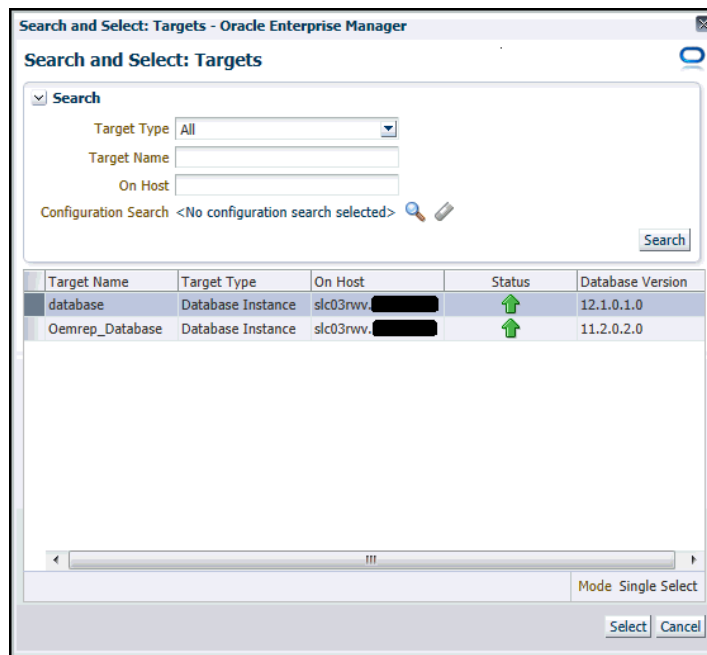 Search and Select: Targets - Oracle Enterprise Manager
Search and Select: Targets
Search
Target Type All
Target Name
On Host
Configuration Search <No configuration search selected>
Search
Target Name Target Type On Host Status Database Version
database Database Instance slc03rwv. 12.1.0.1.0
Oemrep_Database Database Instance slc03rwv. 11.2.0.2.0
Mode Single Select
Select Cancel